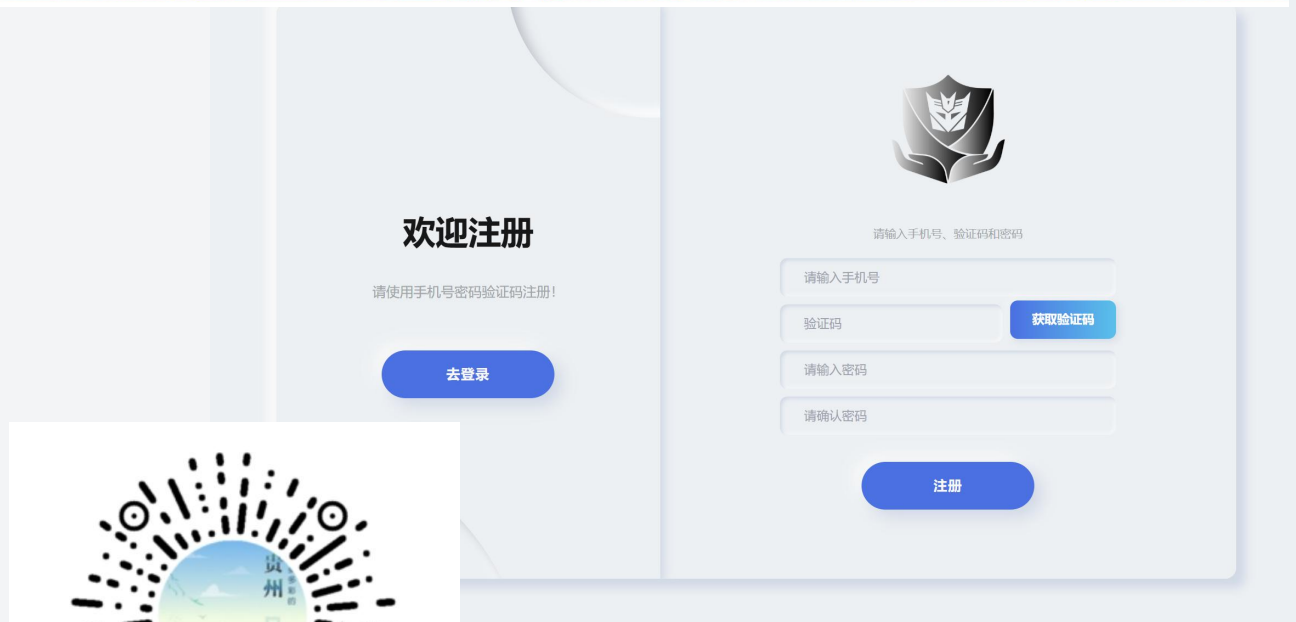 欢迎注册
请使用手机号密码验证码注册!
去登录
请输入手机号、验证码和密码
请输入手机号
验证码
获取验证码
请输入密码
请确认密码
注册
贵州